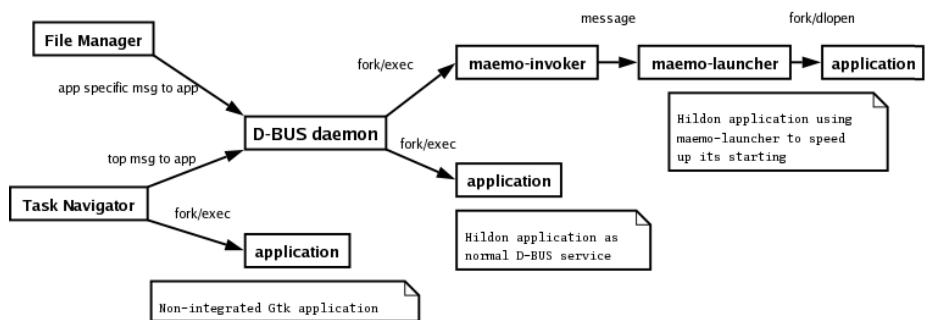 message
fork/dlopen
File Manager
fork/exec
maemo-invoker
maemo-launcher
application
app specific msg to app
D-BUS daemon
Hildon application using
maemo-launcher to speed
up its starting
fork/exec
top msg to app
application
Task Navigator
fork/exec
Hildon application as
normal D-BUS service
application
Non-integrated Gtk application